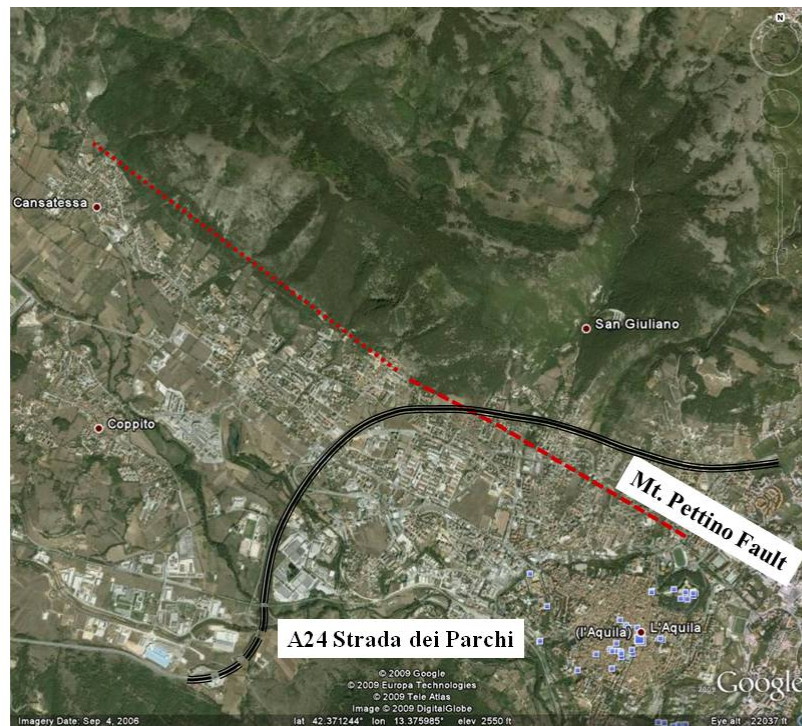 N
Cansatessa
San Giuliano
Coppito
Mt. Pettino Fault
A24 Strada dei Parchi
(l'Aquila) L'Aquila
© 2009 Google
© 2009 Europa Technologies
© 2009 Tele Atlas
Image © 2009 DigitalGlobe
Google
Imagery Date: Sep 4, 2006
lat 42.371244° lon 13.375985° elev 2550 ft
Eye alt 22037 ft